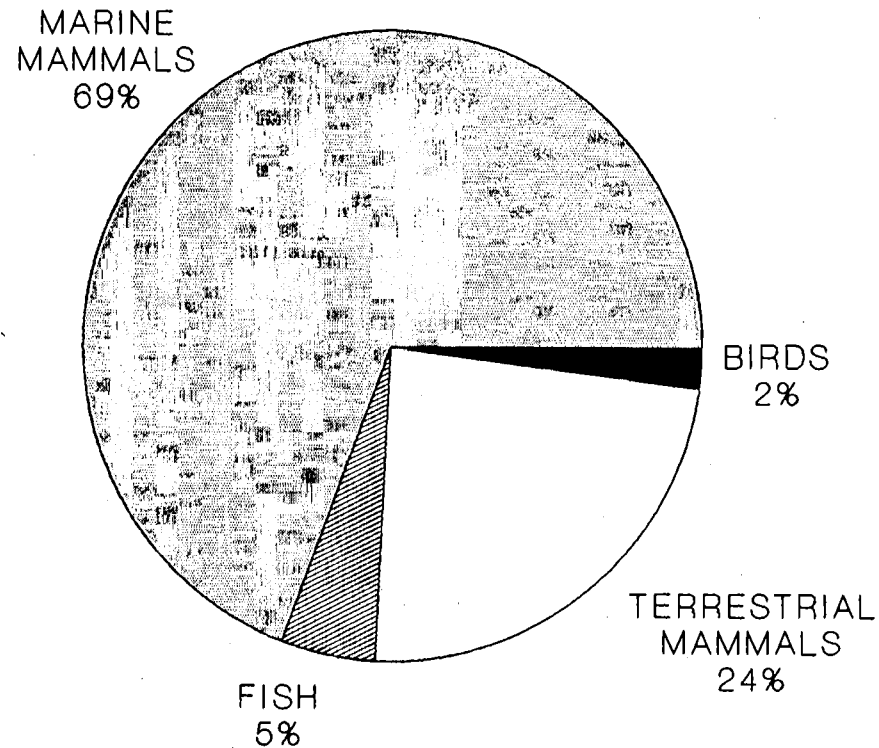 MARINE
MAMMALS
69%
BIRDS
2%
TERRESTRIAL
MAMMALS
24%
FISH
5%